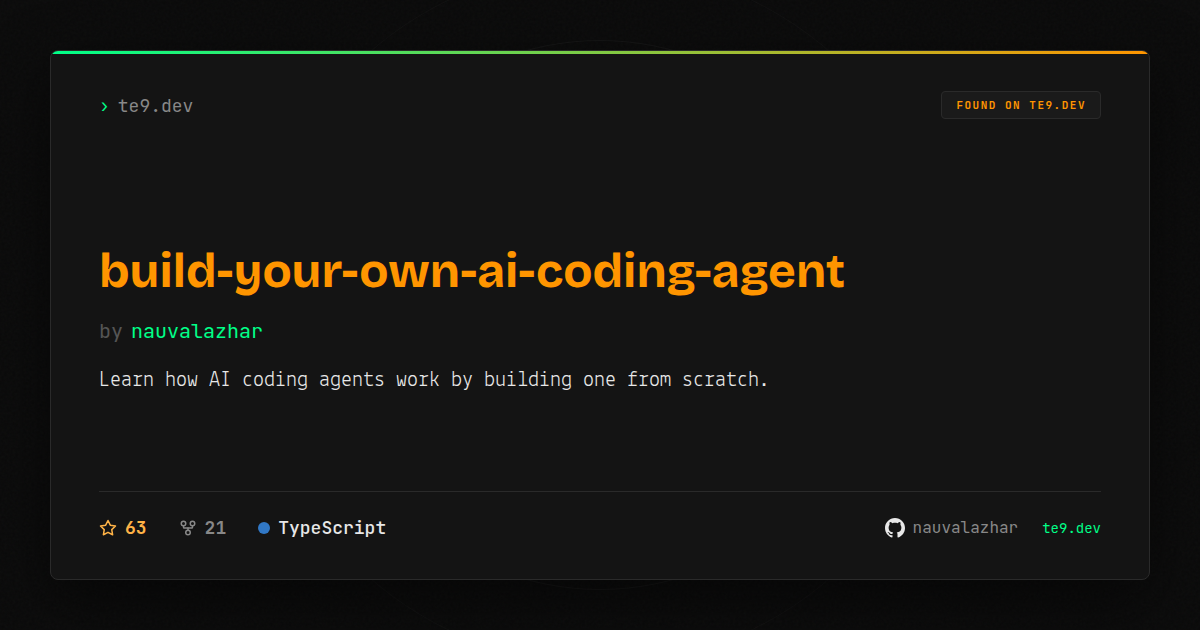 › te9.dev
FOUND ON TE9.DEV
build-your-own-ai-coding-agent
by nauvalazhar
Learn how AI coding agents work by building one from scratch.
63 21 TypeScript
nauvalazhar te9.dev